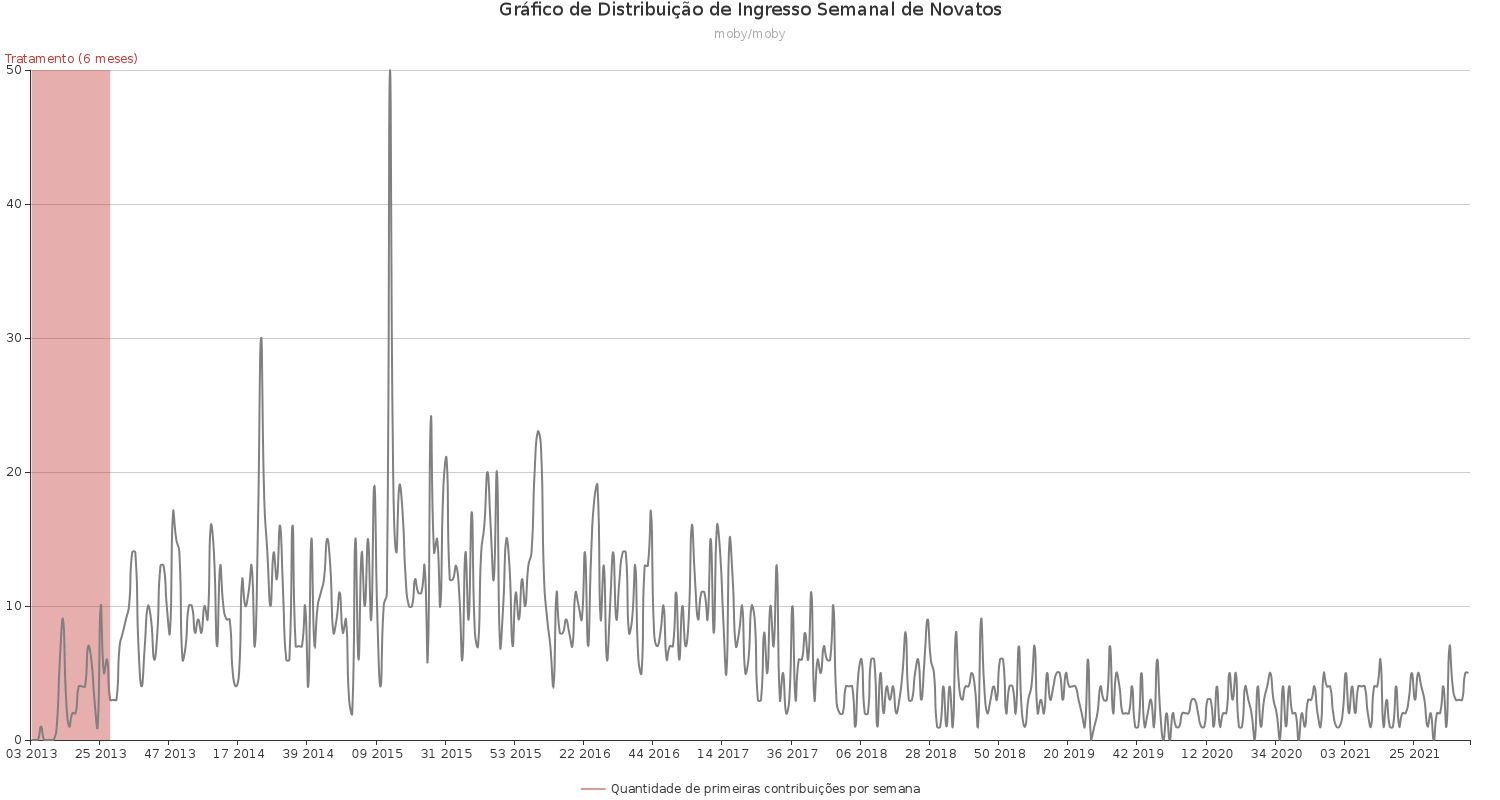 Gráfico de Distribuição de Ingresso Semanal de Novatos
moby/moby
Tratamento (6 meses)
50
40
30
20
10
0
03 2013 25 2013 47 2013 17 2014 39 2014 09 2015 31 2015 53 2015 22 2016 44 2016 14 2017 36 2017 06 2018 28 2018 50 2018 20 2019 42 2019 12 2020 34 2020 03 2021 25 2021
Quantidade de primeiras contribuições por semana